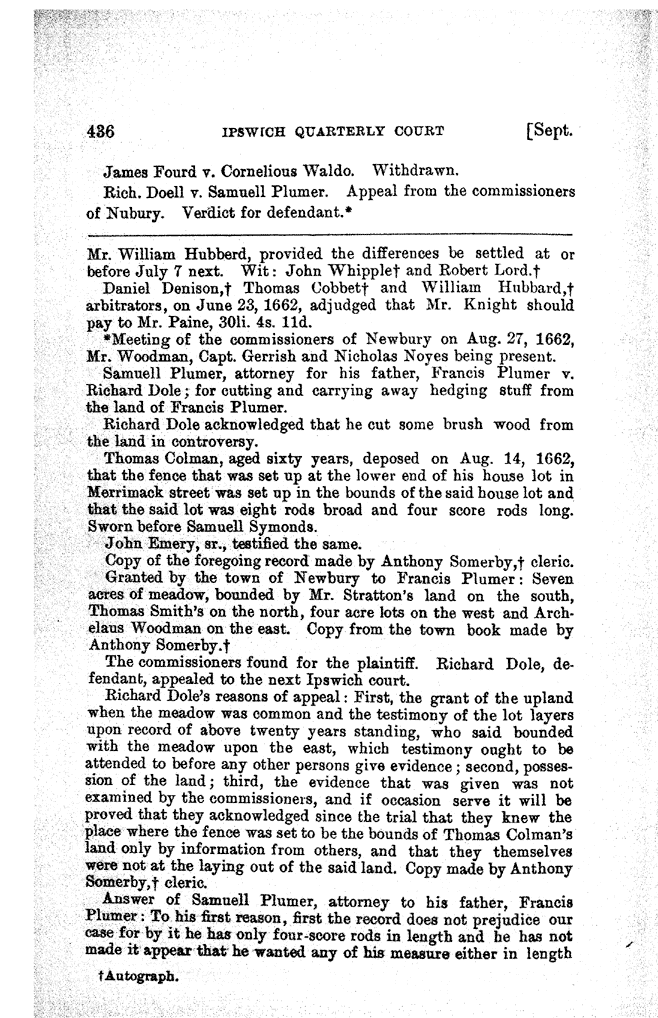 436 IPSWICH QUARTERLY COURT [Sept.
James Fourd v. Cornelious Waldo. Withdrawn.
Rich. Doell v. Samuell Plumer. Appeal from the commissioners
of Nubury. Verdict for defendant.*
Mr. William Hubberd, provided the differences be settled at or
before July 7 next. Wit: John Whipple† and Robert Lord.†
Daniel Denison,† Thomas Cobbet† and William Hubbard,†
arbitrators, on June 23, 1662, adjudged that Mr. Knight should
pay to Mr. Paine, 30li. 4s. 11d.
*Meeting of the commissioners of Newbury on Aug. 27, 1662,
Mr. Woodman, Capt. Gerrish and Nicholas Noyes being present.
Samuell Plumer, attorney for his father, Francis Plumer v.
Richard Dole; for cutting and carrying away hedging stuff from
the land of Francis Plumer.
Richard Dole acknowledged that he cut some brush wood from
the land in controversy.
Thomas Colman, aged sixty years, deposed on Aug. 14, 1662,
that the fence that was set up at the lower end of his house lot in
Merrimack street was set up in the bounds of the said house lot and
that the said lot was eight rods broad and four score rods long.
Sworn before Samuell Symonds.
John Emery, sr., testified the same.
Copy of the foregoing record made by Anthony Somerby,† cleric.
Granted by the town of Newbury to Francis Plumer: Seven
acres of meadow, bounded by Mr. Stratton's land on the south,
Thomas Smith's on the north, four acre lots on the west and Arch-
elaus Woodman on the east. Copy from the town book made by
Anthony Somerby.†
The commissioners found for the plaintiff. Richard Dole, de-
fendant, appealed to the next Ipswich court.
Richard Dole's reasons of appeal: First, the grant of the upland
when the meadow was common and the testimony of the lot layers
upon record of above twenty years standing, who said bounded
with the meadow upon the east, which testimony ought to be
attended to before any other persons give evidence; second, posses-
sion of the land; third, the evidence that was given was not
examined by the commissioners, and if occasion serve it will be
proved that they acknowledged since the trial that they knew the
place where the fence was set to be the bounds of Thomas Colman's
land only by information from others, and that they themselves
were not at the laying out of the said land. Copy made by Anthony
Somerby,† cleric.
Answer of Samuell Plumer, attorney to his father, Francis
Plumer: To his first reason, first the record does not prejudice our
case for by it he has only four-score rods in length and he has not
made it appear that he wanted any of his measure either in length
†Autograph.